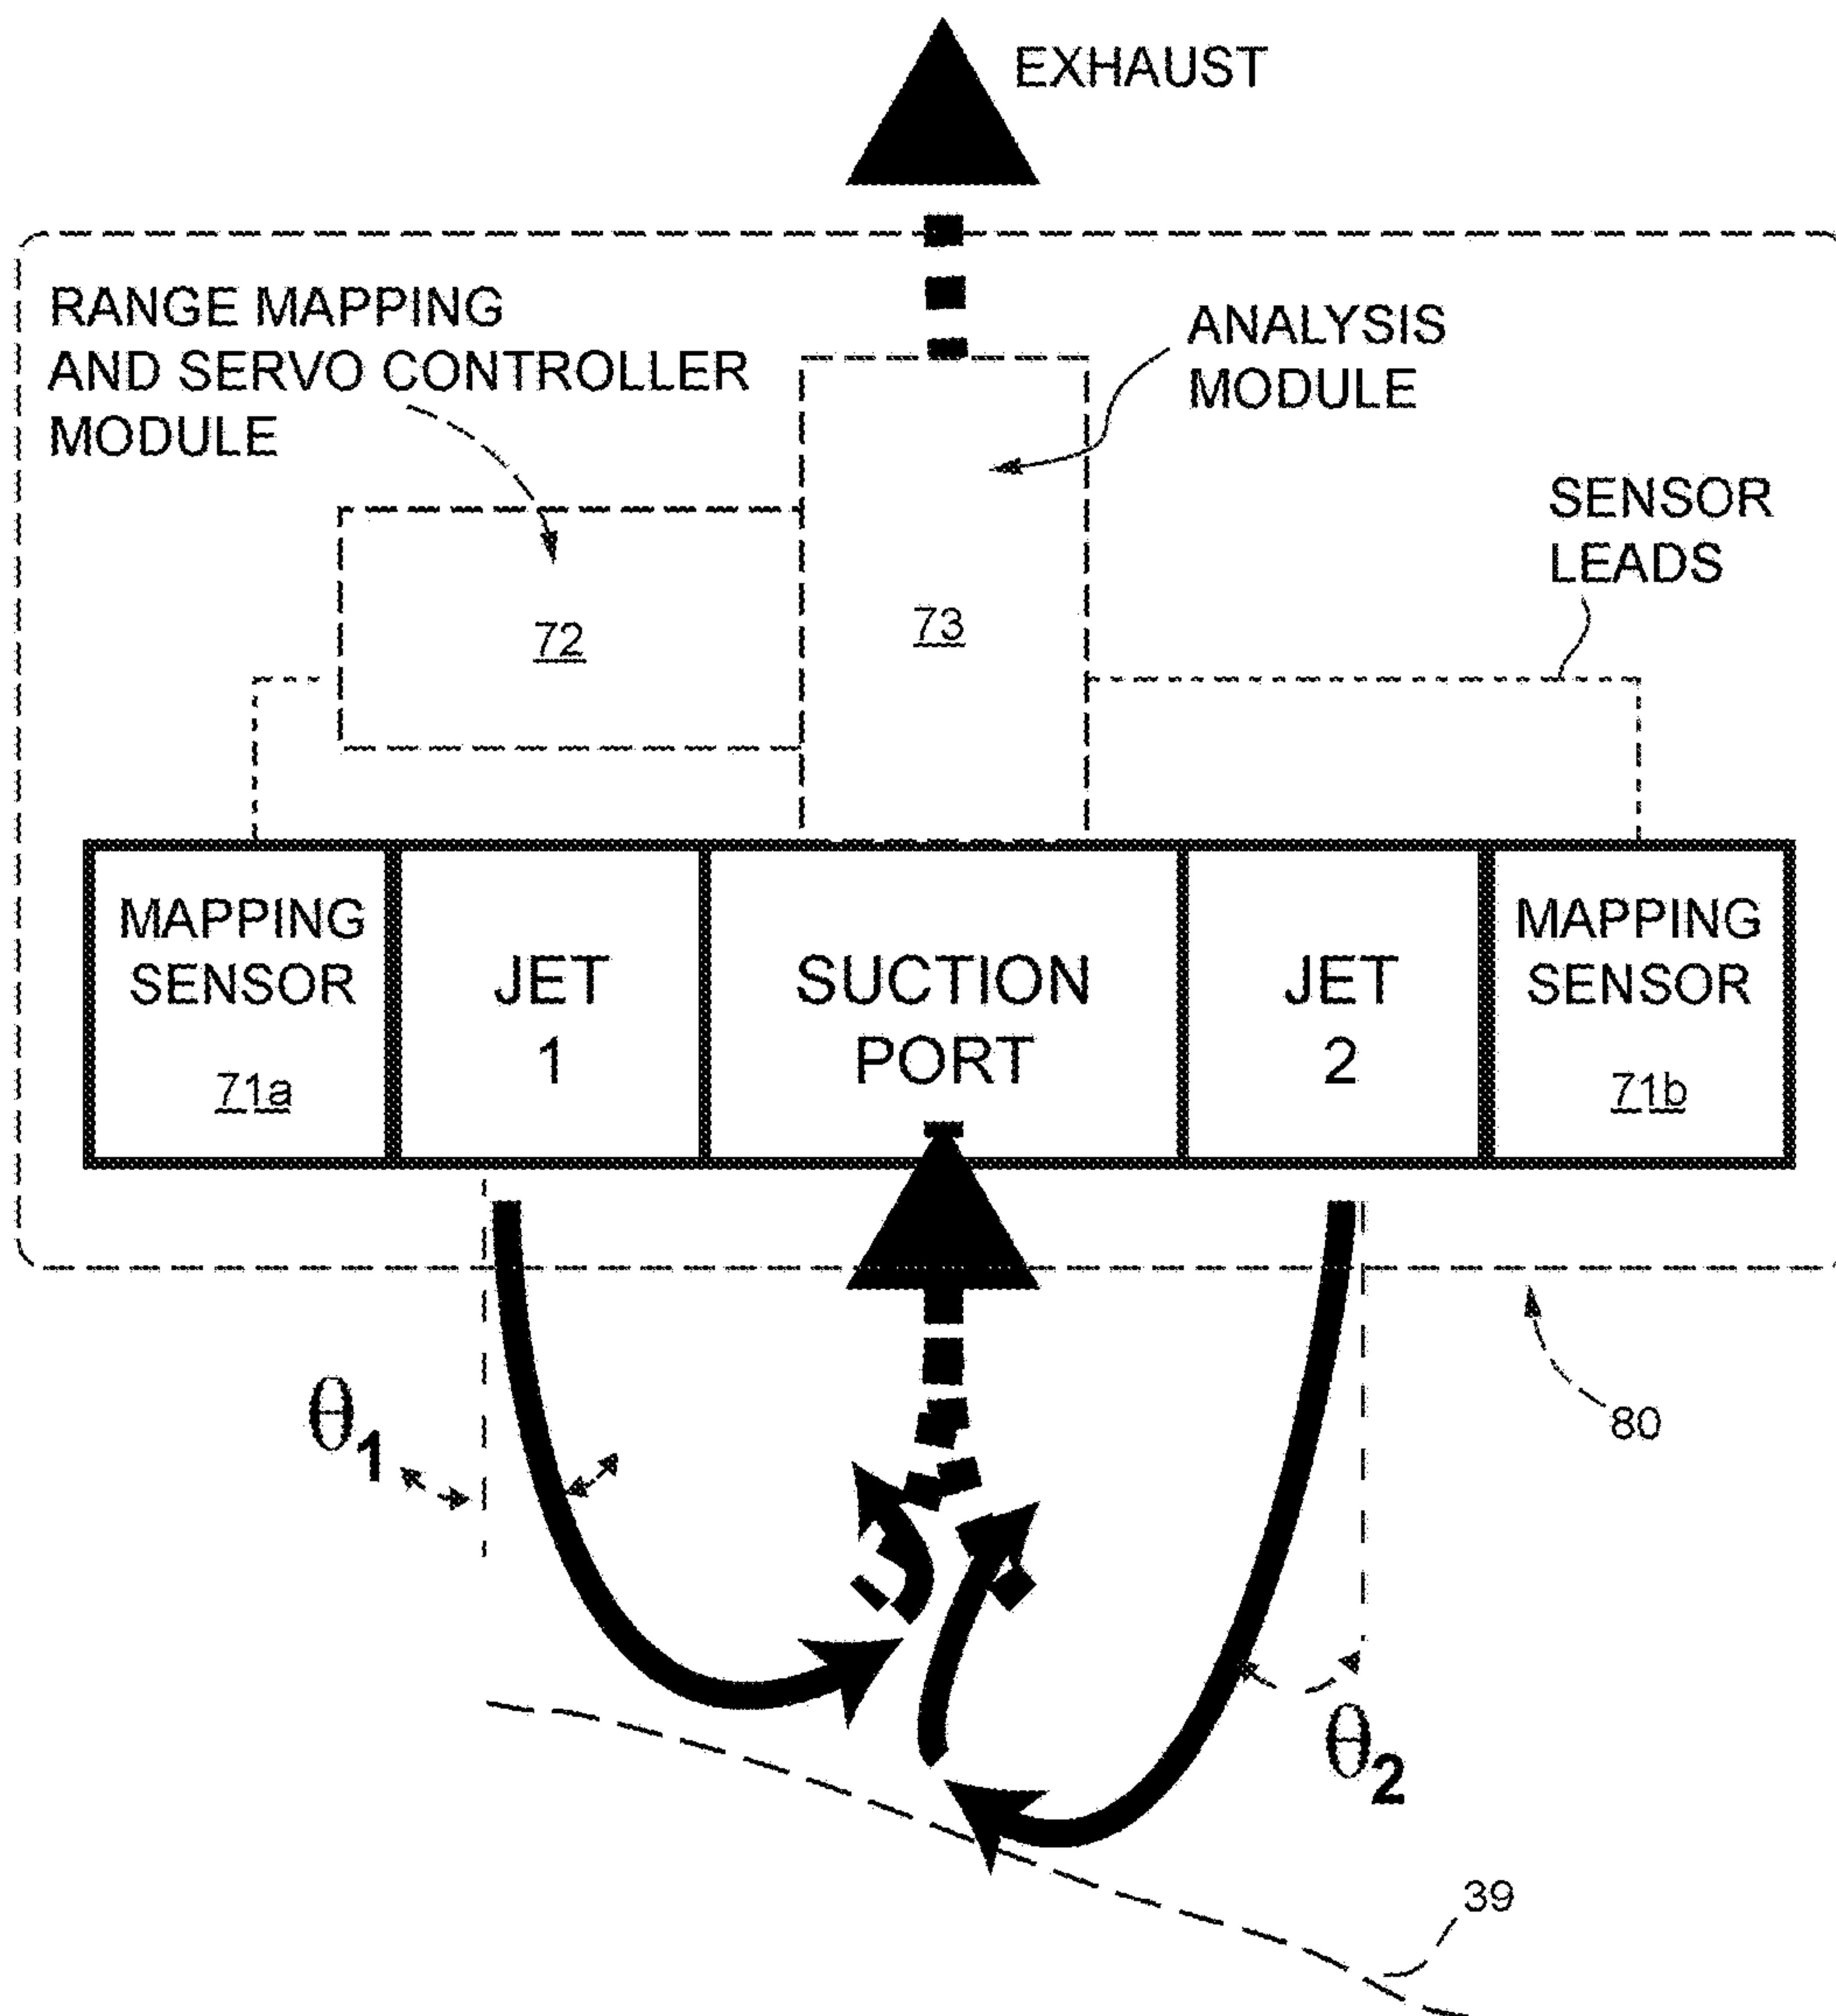 EXHAUST
RANGE MAPPING
AND SERVO CONTROLLER
MODULE
ANALYSIS
MODULE
SENSOR
LEADS
72
73
MAPPING
SENSOR
71a
JET
1
SUCTION
PORT
JET
2
MAPPING
SENSOR
71b
θ1
80
θ2
39